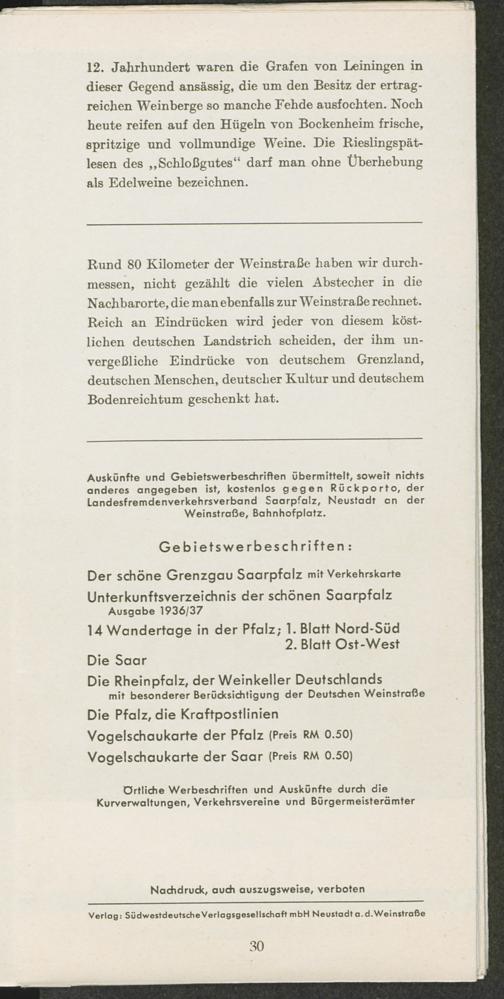 12. Jahrhundert waren die Grafen von Leiningen in
dieser Gegend ansässig, die um den Besitz der ertrag-
reichen Weinberge so manche Fehde ausfochten. Noch
heute reifen auf den Hügeln von Bockenheim frische,
spritzige und vollmundige Weine. Die Rieslingspät-
lesen des „Schloßgutes“ darf man ohne Überhebung
als Edelweine bezeichnen.
Rund 80 Kilometer der Weinstraße haben wir durch-
messen, nicht gezählt die vielen Abstecher in die
Nachbarorte, die man ebenfalls zur Weinstraße rechnet.
Reich an Eindrücken wird jeder von diesem köst-
lichen deutschen Landstrich scheiden, der ihm un-
vergeßliche Eindrücke von deutschem Grenzland,
deutschen Menschen, deutscher Kultur und deutschem
Bodenreichtum geschenkt hat.
Auskünfte und Gebietswerbeschriften übermittelt, soweit nichts
anderes angegeben ist, kostenlos gegen Rückporto, der
Landesfremdenverkehrsverband Saarpfalz, Neustadt an der
Weinstraße, Bahnhofplatz.
Gebietswerbeschriften:
Der schöne Grenzgau Saarpfalz mit Verkehrskarte
Unterkunftsverzeichnis der schönen Saarpfalz
Ausgabe 1936/37
14 Wandertage in der Pfalz; 1. Blatt Nord-Süd
2. Blatt Ost-West
Die Saar
Die Rheinpfalz, der Weinkeller Deutschlands
mit besonderer Berücksichtigung der Deutschen Weinstraße
Die Pfalz, die Kraftpostlinien
Vogelschaukarte der Pfalz (Preis RM 0.50)
Vogelschaukarte der Saar (Preis RM 0.50)
Örtliche Werbeschriften und Auskünfte durch die
Kurverwaltungen, Verkehrsvereine und Bürgermeisterämter
Nachdruck, auch auszugsweise, verboten
Verlag: Südwestdeutsche Verlagsgesellschaft mbH Neustadt a. d. Weinstraße
30